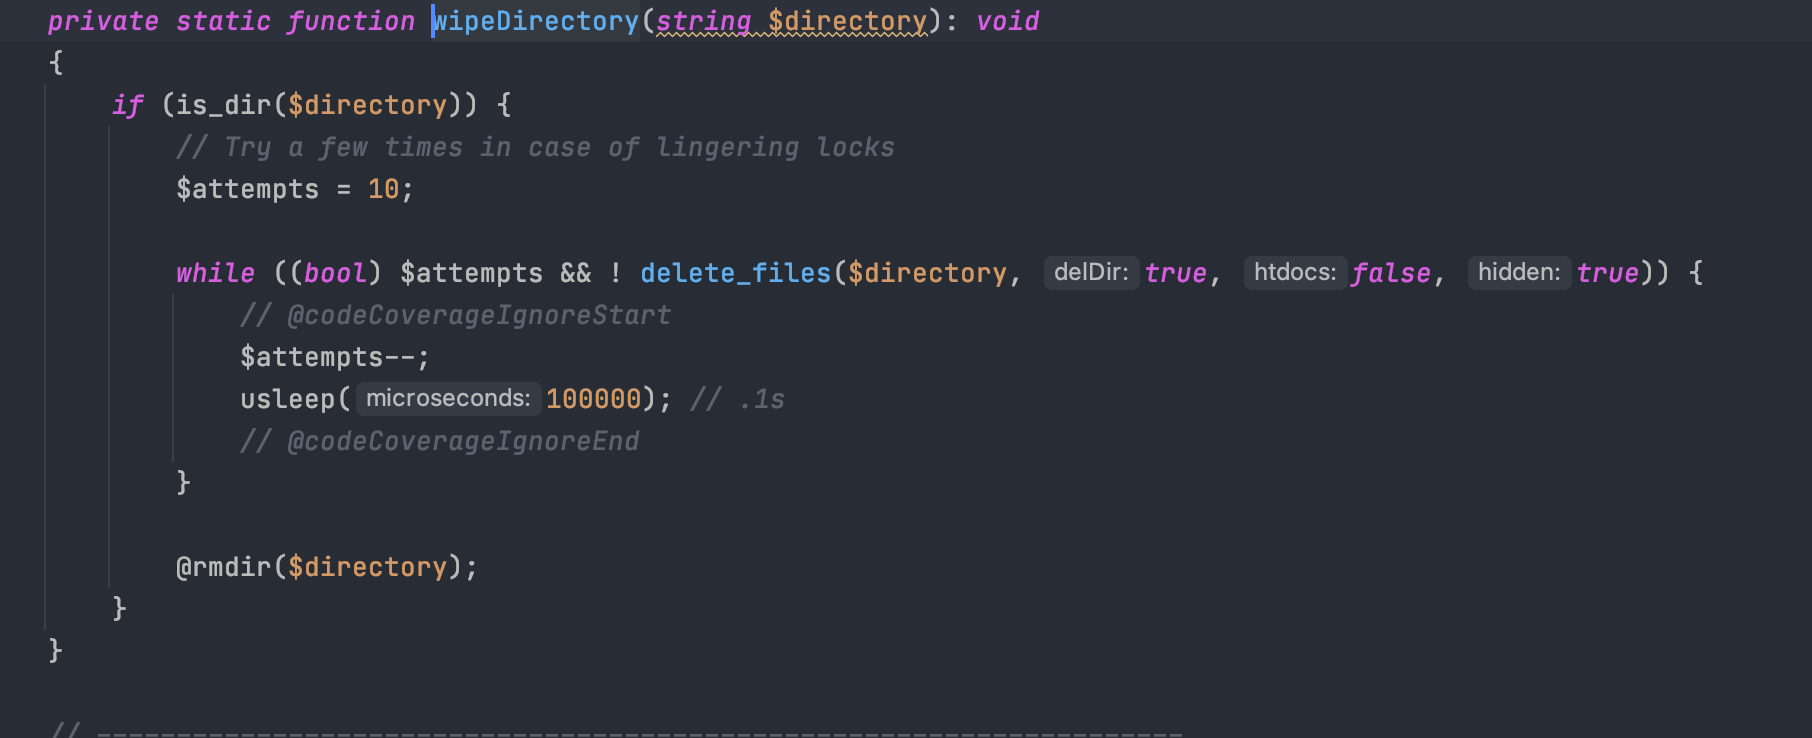 private static function wipeDirectory(string $directory): void
{
if (is_dir($directory)) {
// Try a few times in case of lingering locks
$attempts = 10;
while ((bool) $attempts && ! delete_files($directory, delDir: true, htdocs: false, hidden: true)) {
// @codeCoverageIgnoreStart
$attempts--;
usleep( microseconds: 100000); // .1s
// @codeCoverageIgnoreEnd
}
@rmdir($directory);
}
}
// --------------------------------------------------------------------